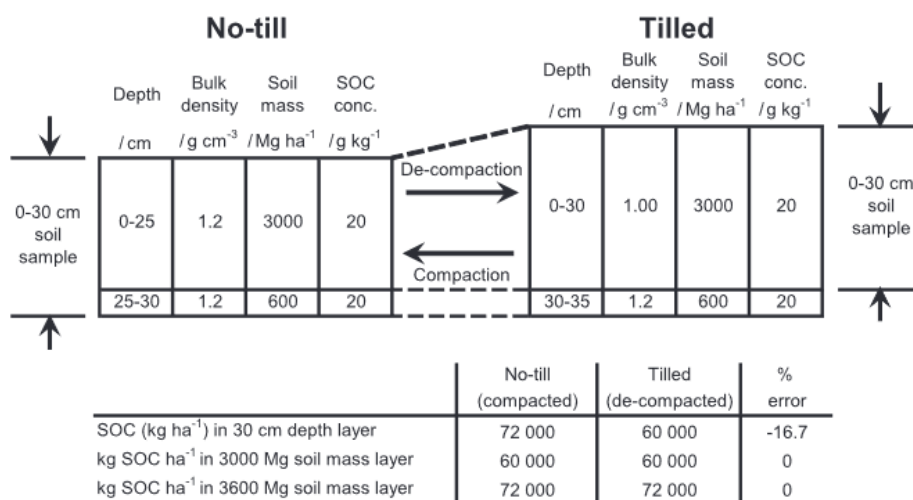 No-till
Tilled
Depth
/ cm
Bulk
density
/ g cm⁻³
Soil
mass
/ Mg ha⁻¹
SOC
conc.
/ g kg⁻¹
Depth
/ cm
Bulk
density
/ g cm⁻³
Soil
mass
/ Mg ha⁻¹
SOC
conc.
/ g kg⁻¹
0-30 cm
soil
sample
0-25 1.2 3000 20
25-30 1.2 600 20
De-compaction
Compaction
0-30 1.00 3000 20
30-35 1.2 600 20
0-30 cm
soil
sample
No-till
(compacted)
Tilled
(de-compacted)
%
error
SOC (kg ha⁻¹) in 30 cm depth layer 72 000 60 000 -16.7
kg SOC ha⁻¹ in 3000 Mg soil mass layer 60 000 60 000 0
kg SOC ha⁻¹ in 3600 Mg soil mass layer 72 000 72 000 0